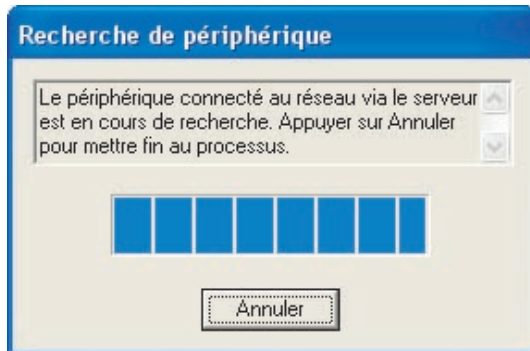 Recherche de périphérique
Le périphérique connecté au réseau via le serveur
est en cours de recherche. Appuyer sur Annuler
pour mettre fin au processus.
Annuler